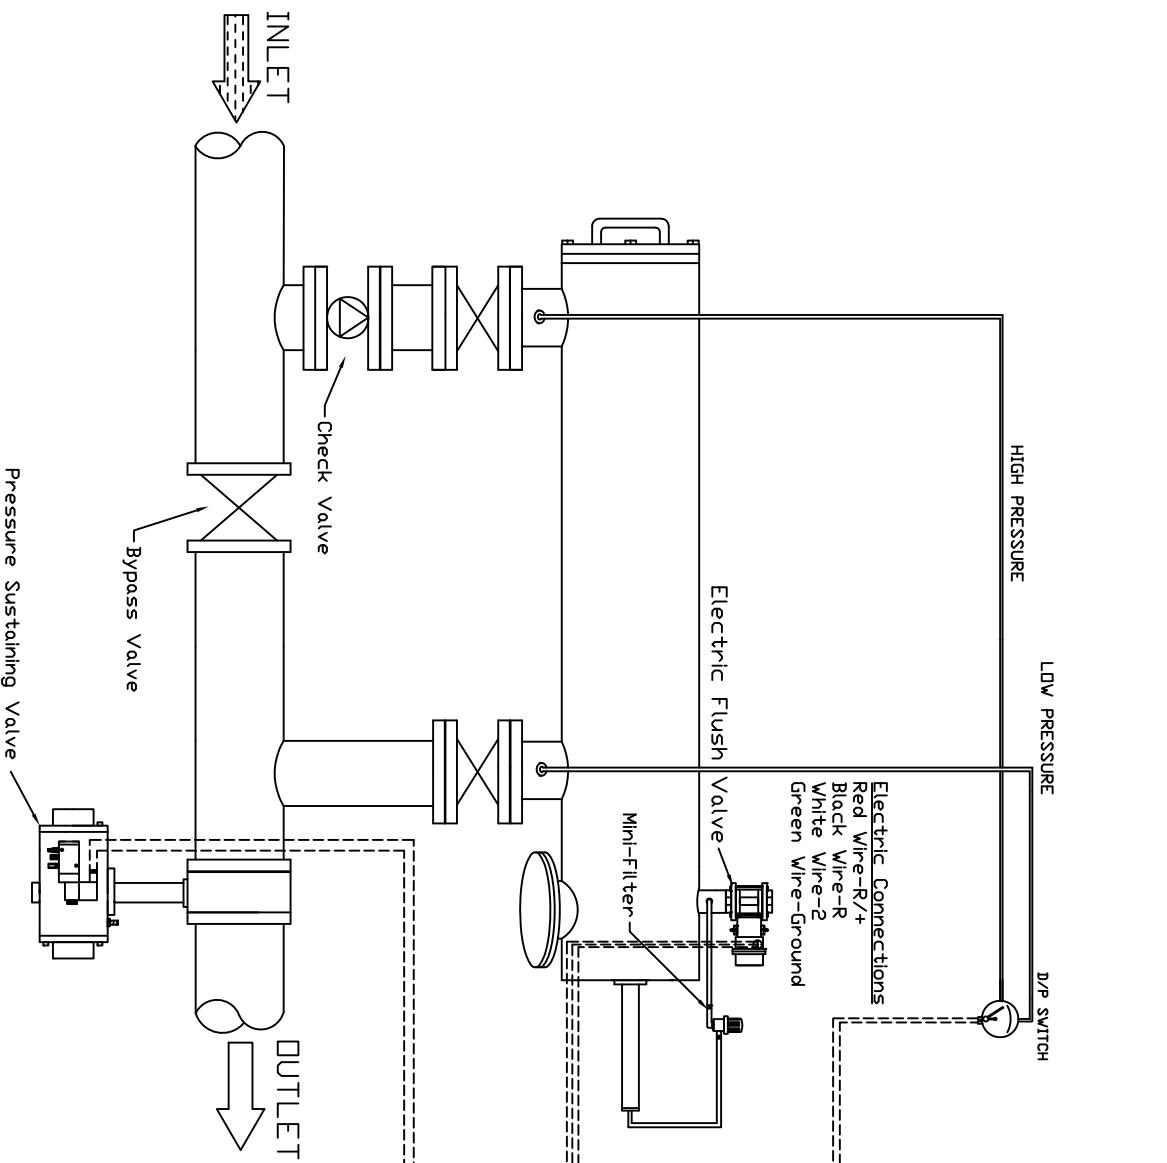 LOW PRESSURE
D/P SWITCH
HIGH PRESSURE
Electric Connections
Red Wire-R/+
Black Wire-R
White Wire-2
Green Wire-Ground
Electric Flush Valve
Mini-Filter
Check Valve
INLET
OUTLET
Bypass Valve
Pressure Sustaining Valve